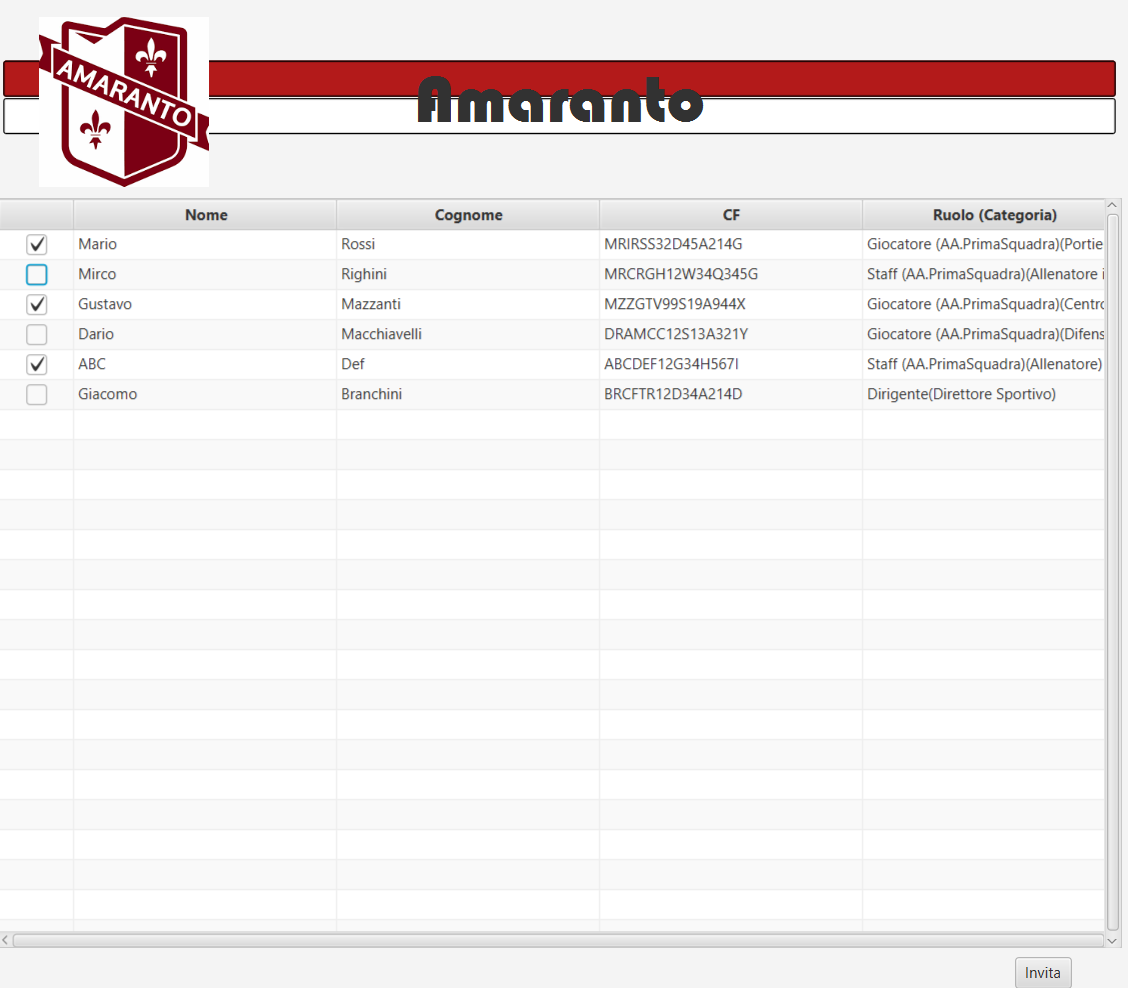 AMARANTO
Amaranto
Nome Cognome CF Ruolo (Categoria)
Mario Rossi MRIRSS32D45A214G Giocatore (AA.PrimaSquadra)(Portie
Mirco Righini MRCRGH12W34Q345G Staff (AA.PrimaSquadra)(Allenatore i
Gustavo Mazzanti MZZGTV99S19A944X Giocatore (AA.PrimaSquadra)(Centro
Dario Macchiavelli DRAMCC12S13A321Y Giocatore (AA.PrimaSquadra)(Difens
ABC Def ABCDEF12G34H567I Staff (AA.PrimaSquadra)(Allenatore)
Giacomo Branchini BRCFTR12D34A214D Dirigente(Direttore Sportivo)
Invita